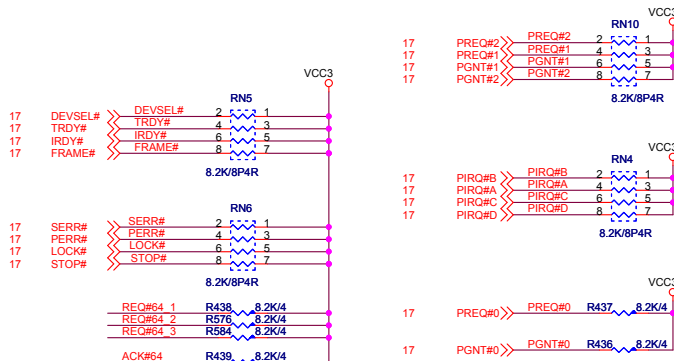 VCC3
RN5
17 DEVSEL# DEVSEL# 2 1
17 TRDY# TRDY# 4 3
17 IRDY# IRDY# 6 5
17 FRAME# FRAME# 8 7
8.2K/8P4R
RN6
17 SERR# SERR# 2 1
17 PERR# PERR# 4 3
17 LOCK# LOCK# 6 5
17 STOP# STOP# 8 7
8.2K/8P4R
REQ#64_1 R438 8.2K/4
REQ#64_2 R576 8.2K/4
REQ#64_3 R584 8.2K/4
ACK#64 R439 8.2K/4
VCC3
RN10
17 PREQ#2 PREQ#2 2 1
17 PREQ#1 PREQ#1 4 3
17 PGNT#1 PGNT#1 6 5
17 PGNT#2 PGNT#2 8 7
8.2K/8P4R
VCC3
RN4
17 PIRQ#B PIRQ#B 2 1
17 PIRQ#A PIRQ#A 4 3
17 PIRQ#C PIRQ#C 6 5
17 PIRQ#D PIRQ#D 8 7
8.2K/8P4R
VCC3
17 PREQ#0 PREQ#0 R437 8.2K/4
17 PGNT#0 PGNT#0 R436 8.2K/4